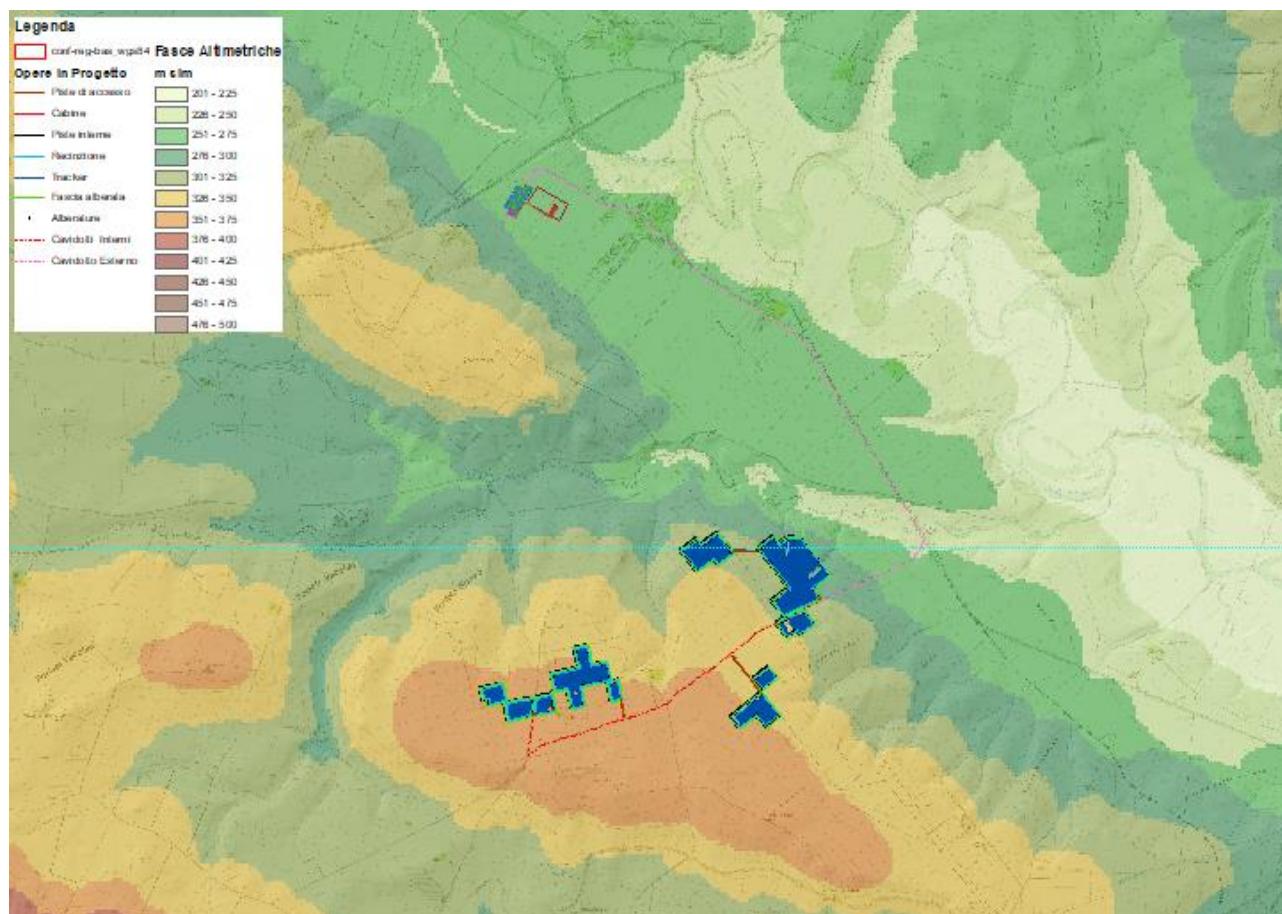 Legenda
conf-reg-bas_wgs84
Opere in Progetto
Piste di accesso
Cabine
Piste interne
Recinzione
Tracker
Fascia alberata
Alberature
Cavidotti Interni
Cavidotto Esterno
Fasce Altimetriche
m slm
201 - 225
226 - 250
251 - 275
276 - 300
301 - 325
326 - 350
351 - 375
376 - 400
401 - 425
426 - 450
451 - 475
476 - 500